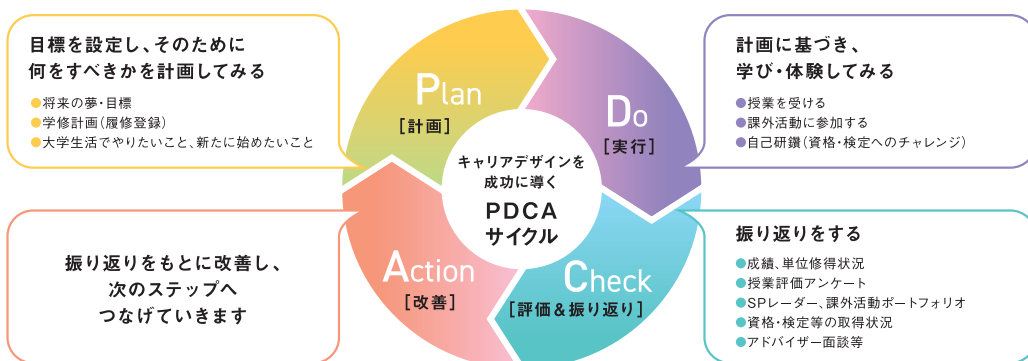 目標を設定し、そのために
何をすべきかを計画してみる
●将来の夢・目標
●学修計画(履修登録)
●大学生活でやりたいこと、新たに始めたいこと
Plan
[計画]
Do
[実行]
計画に基づき、
学び・体験してみる
●授業を受ける
●課外活動に参加する
●自己研鑽(資格・検定へのチャレンジ)
キャリアデザインを
成功に導く
PDCA
サイクル
振り返りをもとに改善し、
次のステップへ
つなげていきます
Action
[改善]
Check
[評価&振り返り]
振り返りをする
●成績、単位修得状況
●授業評価アンケート
●SPレーダー、課外活動ポートフォリオ
●資格・検定等の取得状況
●アドバイザー面談等